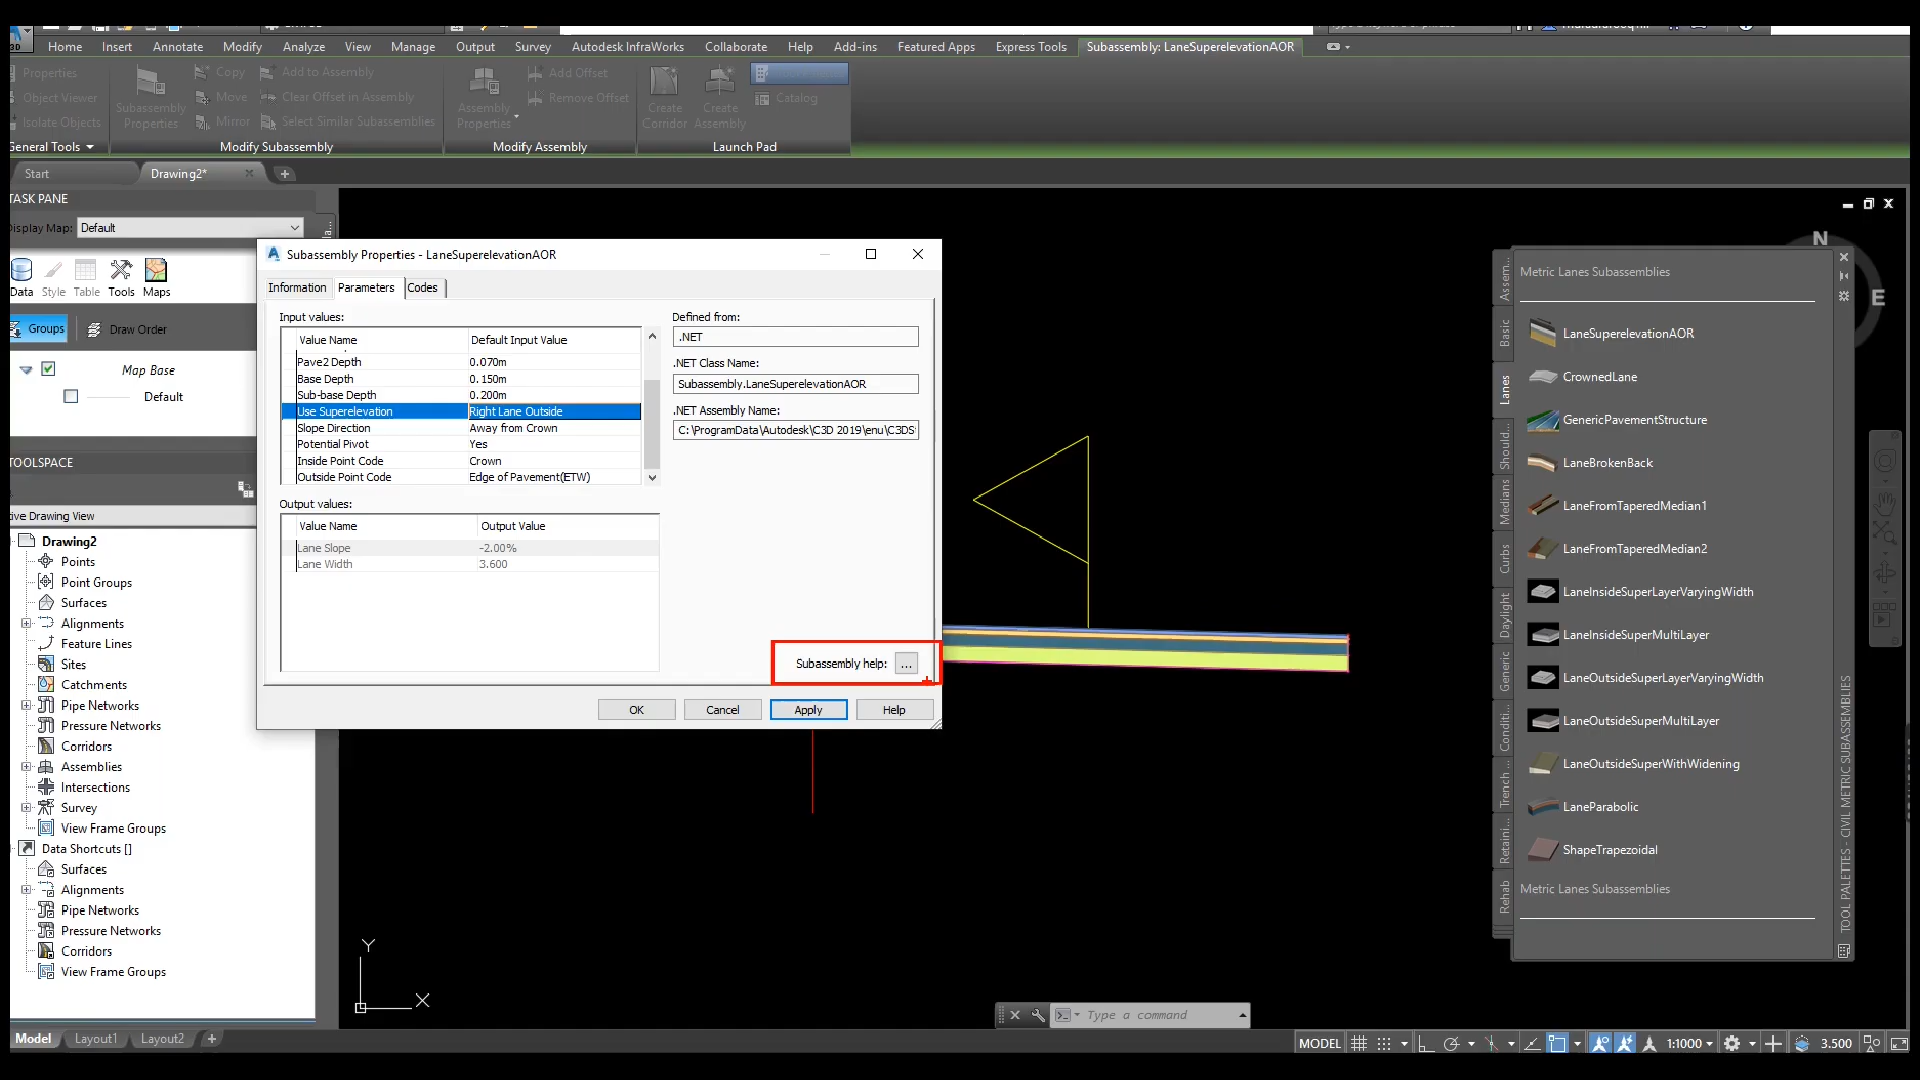 Home Insert Annotate Modify Analyze View Manage Output Survey Autodesk InfraWorks Collaborate Help Add-ins Featured Apps Express Tools Subassembly: LaneSuperelevationAOR
Properties
Object Viewer
Isolate Objects
General Tools
Subassembly Properties
Copy
Move
Mirror
Add to Assembly
Clear Offset in Assembly
Select Similar Subassemblies
Modify Subassembly
Assembly Properties
Add Offset
Remove Offset
Modify Assembly
Create Corridor
Create Assembly
Catalog
Launch Pad
Start
Drawing2*
TASK PANE
Display Map: Default
Data Style Table Tools Maps
Groups
Draw Order
Map Base
Default
TOOLSPACE
tive Drawing View
Drawing2
Points
Point Groups
Surfaces
Alignments
Feature Lines
Sites
Catchments
Pipe Networks
Pressure Networks
Corridors
Assemblies
Intersections
Survey
View Frame Groups
Data Shortcuts []
Surfaces
Alignments
Pipe Networks
Pressure Networks
Corridors
View Frame Groups
Subassembly Properties - LaneSuperelevationAOR
Information Parameters Codes
Input values:
Value Name Default Input Value
Pave2 Depth 0.070m
Base Depth 0.150m
Sub-base Depth 0.200m
Use Superelevation Right Lane Outside
Slope Direction Away from Crown
Potential Pivot Yes
Inside Point Code Crown
Outside Point Code Edge of Pavement(ETW)
Output values:
Value Name Output Value
Lane Slope -2.00%
Lane Width 3.600
Defined from:
.NET
.NET Class Name:
Subassembly.LaneSuperelevationAOR
.NET Assembly Name:
C:\ProgramData\Autodesk\C3D 2019\enu\C3DS
Subassembly help: ...
OK Cancel Apply Help
N
E
Metric Lanes Subassemblies
LaneSuperelevationAOR
CrownedLane
GenericPavementStructure
LaneBrokenBack
LaneFromTaperedMedian1
LaneFromTaperedMedian2
LaneInsideSuperLayerVaryingWidth
LaneInsideSuperMultiLayer
LaneOutsideSuperLayerVaryingWidth
LaneOutsideSuperMultiLayer
LaneOutsideSuperWithWidening
LaneParabolic
ShapeTrapezoidal
Metric Lanes Subassemblies
Assem...
Basic
Lanes
Should...
Medians
Curbs
Daylight
Generic
Conditi...
Trench ...
Retaini...
Rehab
TOOL PALETTES - CIVIL METRIC SUBASSEMBLIES
Y
X
Type a command
Model Layout1 Layout2
MODEL 1:1000 3.500